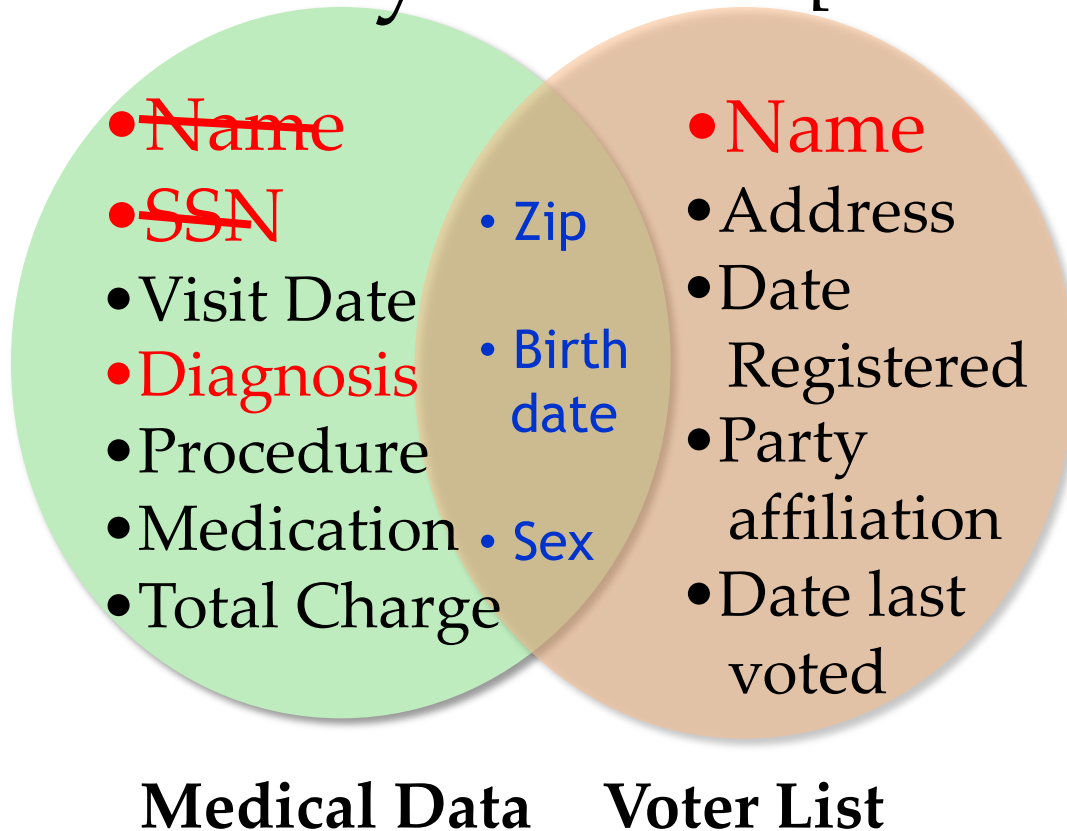 •Name
•SSN
•Visit Date
•Diagnosis
•Procedure
•Medication
•Total Charge
• Zip
• Birth
date
• Sex
•Name
•Address
•Date
Registered
•Party
affiliation
•Date last
voted
Medical Data
Voter List